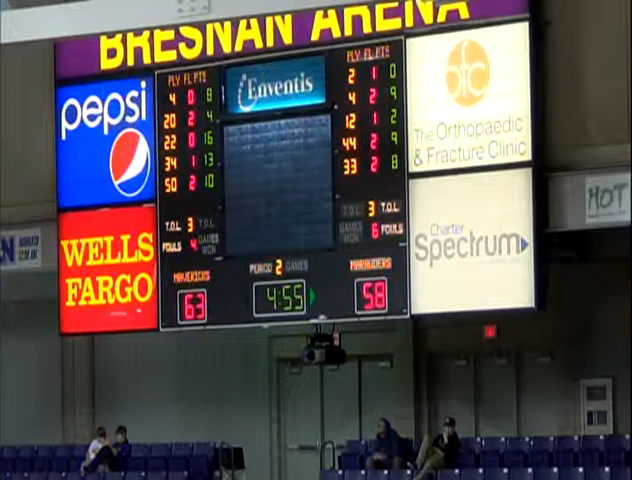 BRESNAN ARENA
pepsi
PLY FL PTS
4 0 8
20 2 4
22 0 16
34 1 13
50 2 10
T.O.L 3 T.O.L
FOULS 4 GAMES WON
Enventis
PLY FL PTS
2 1 0
4 2 9
12 1 2
44 2 9
33 2 8
T.O.L 3 T.O.L
GAMES WON 6 FOULS
ofc
The Orthopaedic
& Fracture Clinic
HOT
WELLS
FARGO
MAVERICKS
63
PERIOD 2 GAMES
4:55
MARAUDERS
58
Charter
Spectrum